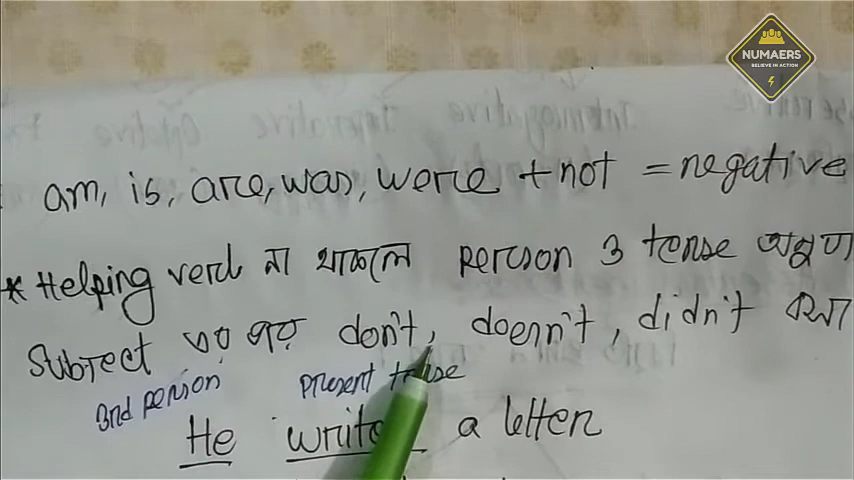 NUMAERS
BELIEVE IN ACTION
am, is, are, was, were + not = negative
* Helping verb না থাকলে person ও tense অনুযা
Subject এর পর don't, doesn't, didn't বসা
3rd person present tense
He write a letter